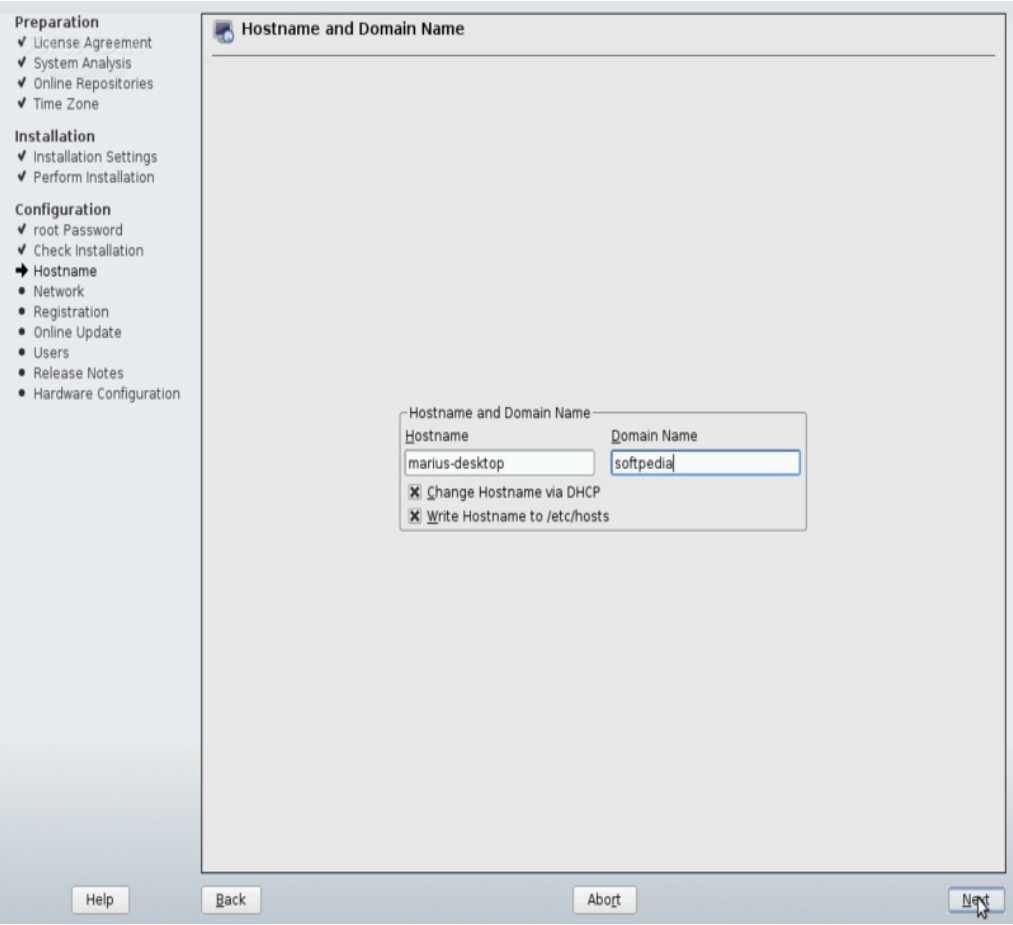 Preparation
License Agreement
System Analysis
Online Repositories
Time Zone
Installation
Installation Settings
Perform Installation
Configuration
root Password
Check Installation
Hostname
Network
Registration
Online Update
Users
Release Notes
Hardware Configuration
Hostname and Domain Name
Hostname and Domain Name
Hostname Domain Name
marius-desktop softpedia
Change Hostname via DHCP
Write Hostname to /etc/hosts
Help Back Abort Next